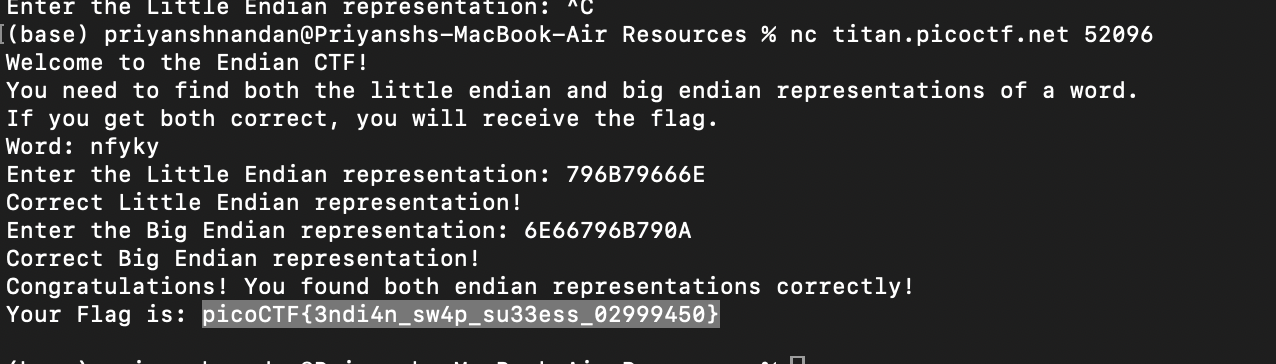 Enter the Little Endian representation: ^C
(base) priyanshnandan@Priyanshs-MacBook-Air Resources % nc titan.picoctf.net 52096
Welcome to the Endian CTF!
You need to find both the little endian and big endian representations of a word.
If you get both correct, you will receive the flag.
Word: nfyky
Enter the Little Endian representation: 796B79666E
Correct Little Endian representation!
Enter the Big Endian representation: 6E66796B790A
Correct Big Endian representation!
Congratulations! You found both endian representations correctly!
Your Flag is: picoCTF{3ndi4n_sw4p_su33ess_02999450}